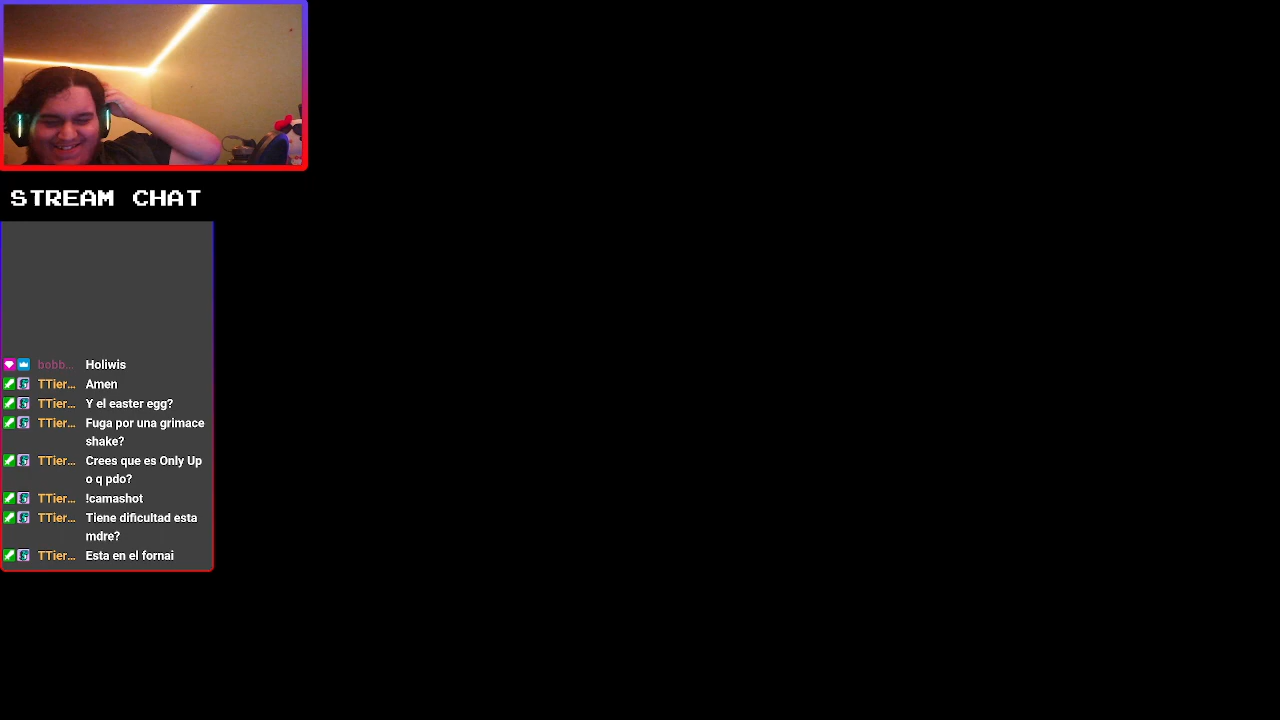 STREAM CHAT
bobb... Holiwis
TTier... Amen
TTier... Y el easter egg?
TTier... Fuga por una grimace
shake?
TTier... Crees que es Only Up
o q pdo?
TTier... !camashot
TTier... Tiene dificultad esta
mdre?
TTier... Esta en el fornai